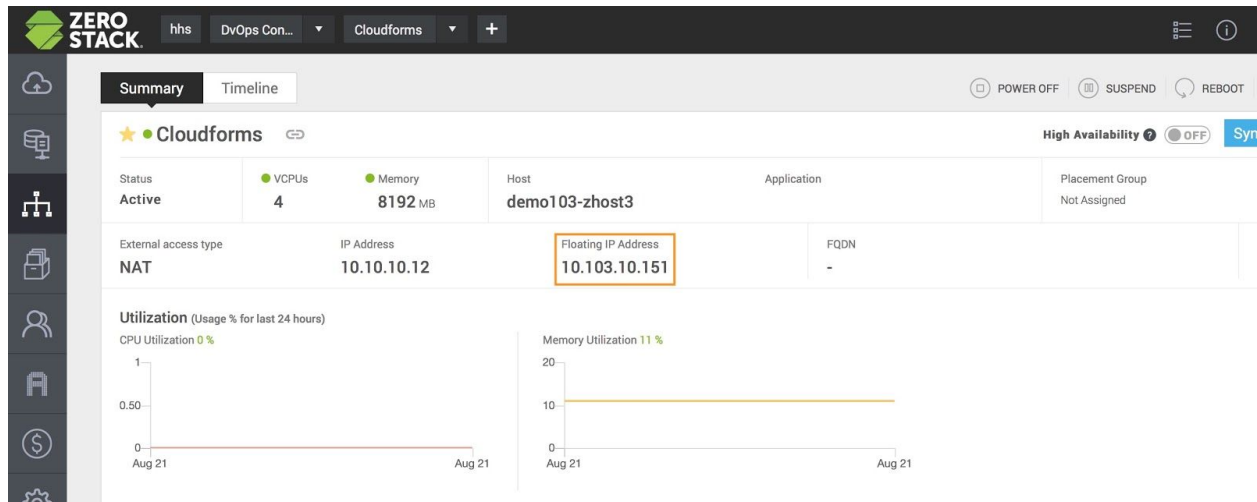 ZERO
STACK.
hhs DvOps Con... Cloudforms +
Summary Timeline POWER OFF SUSPEND REBOOT
Cloudforms High Availability ? OFF Syn
Status VCPUs Memory Host Application Placement Group
Active 4 8192 MB demo103-zhost3 Not Assigned
External access type IP Address Floating IP Address FQDN
NAT 10.10.10.12 10.103.10.151 -
Utilization (Usage % for last 24 hours)
CPU Utilization 0 % Memory Utilization 11 %
1 20
0.50 10
0 0
Aug 21 Aug 21 Aug 21 Aug 21